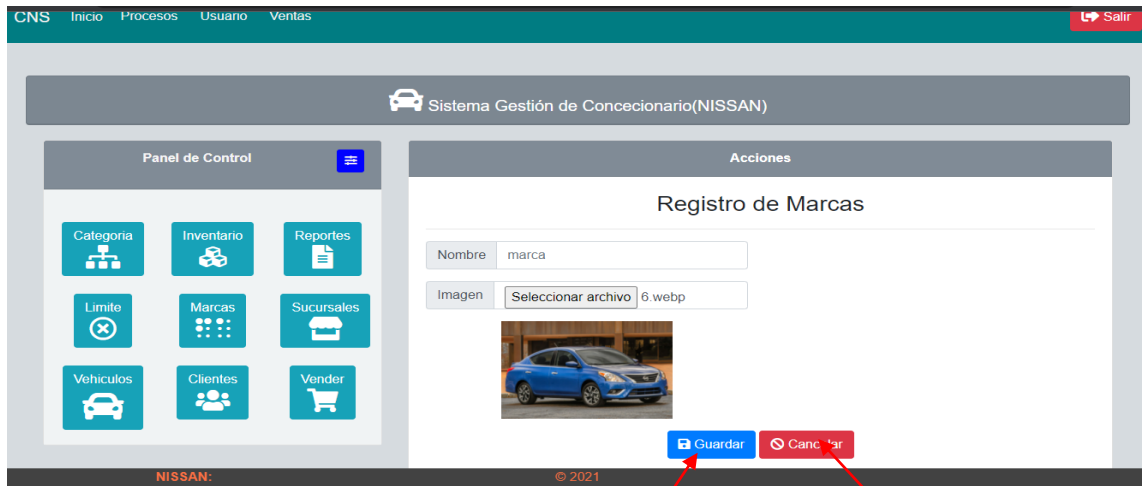 CNS Inicio Procesos Usuario Ventas Salir
Sistema Gestión de Concecionario(NISSAN)
Panel de Control
Categoria Inventario Reportes
Limite Marcas Sucursales
Vehiculos Clientes Vender
Acciones
Registro de Marcas
Nombre marca
Imagen Seleccionar archivo 6.webp
Guardar Cancelar
NISSAN: © 2021